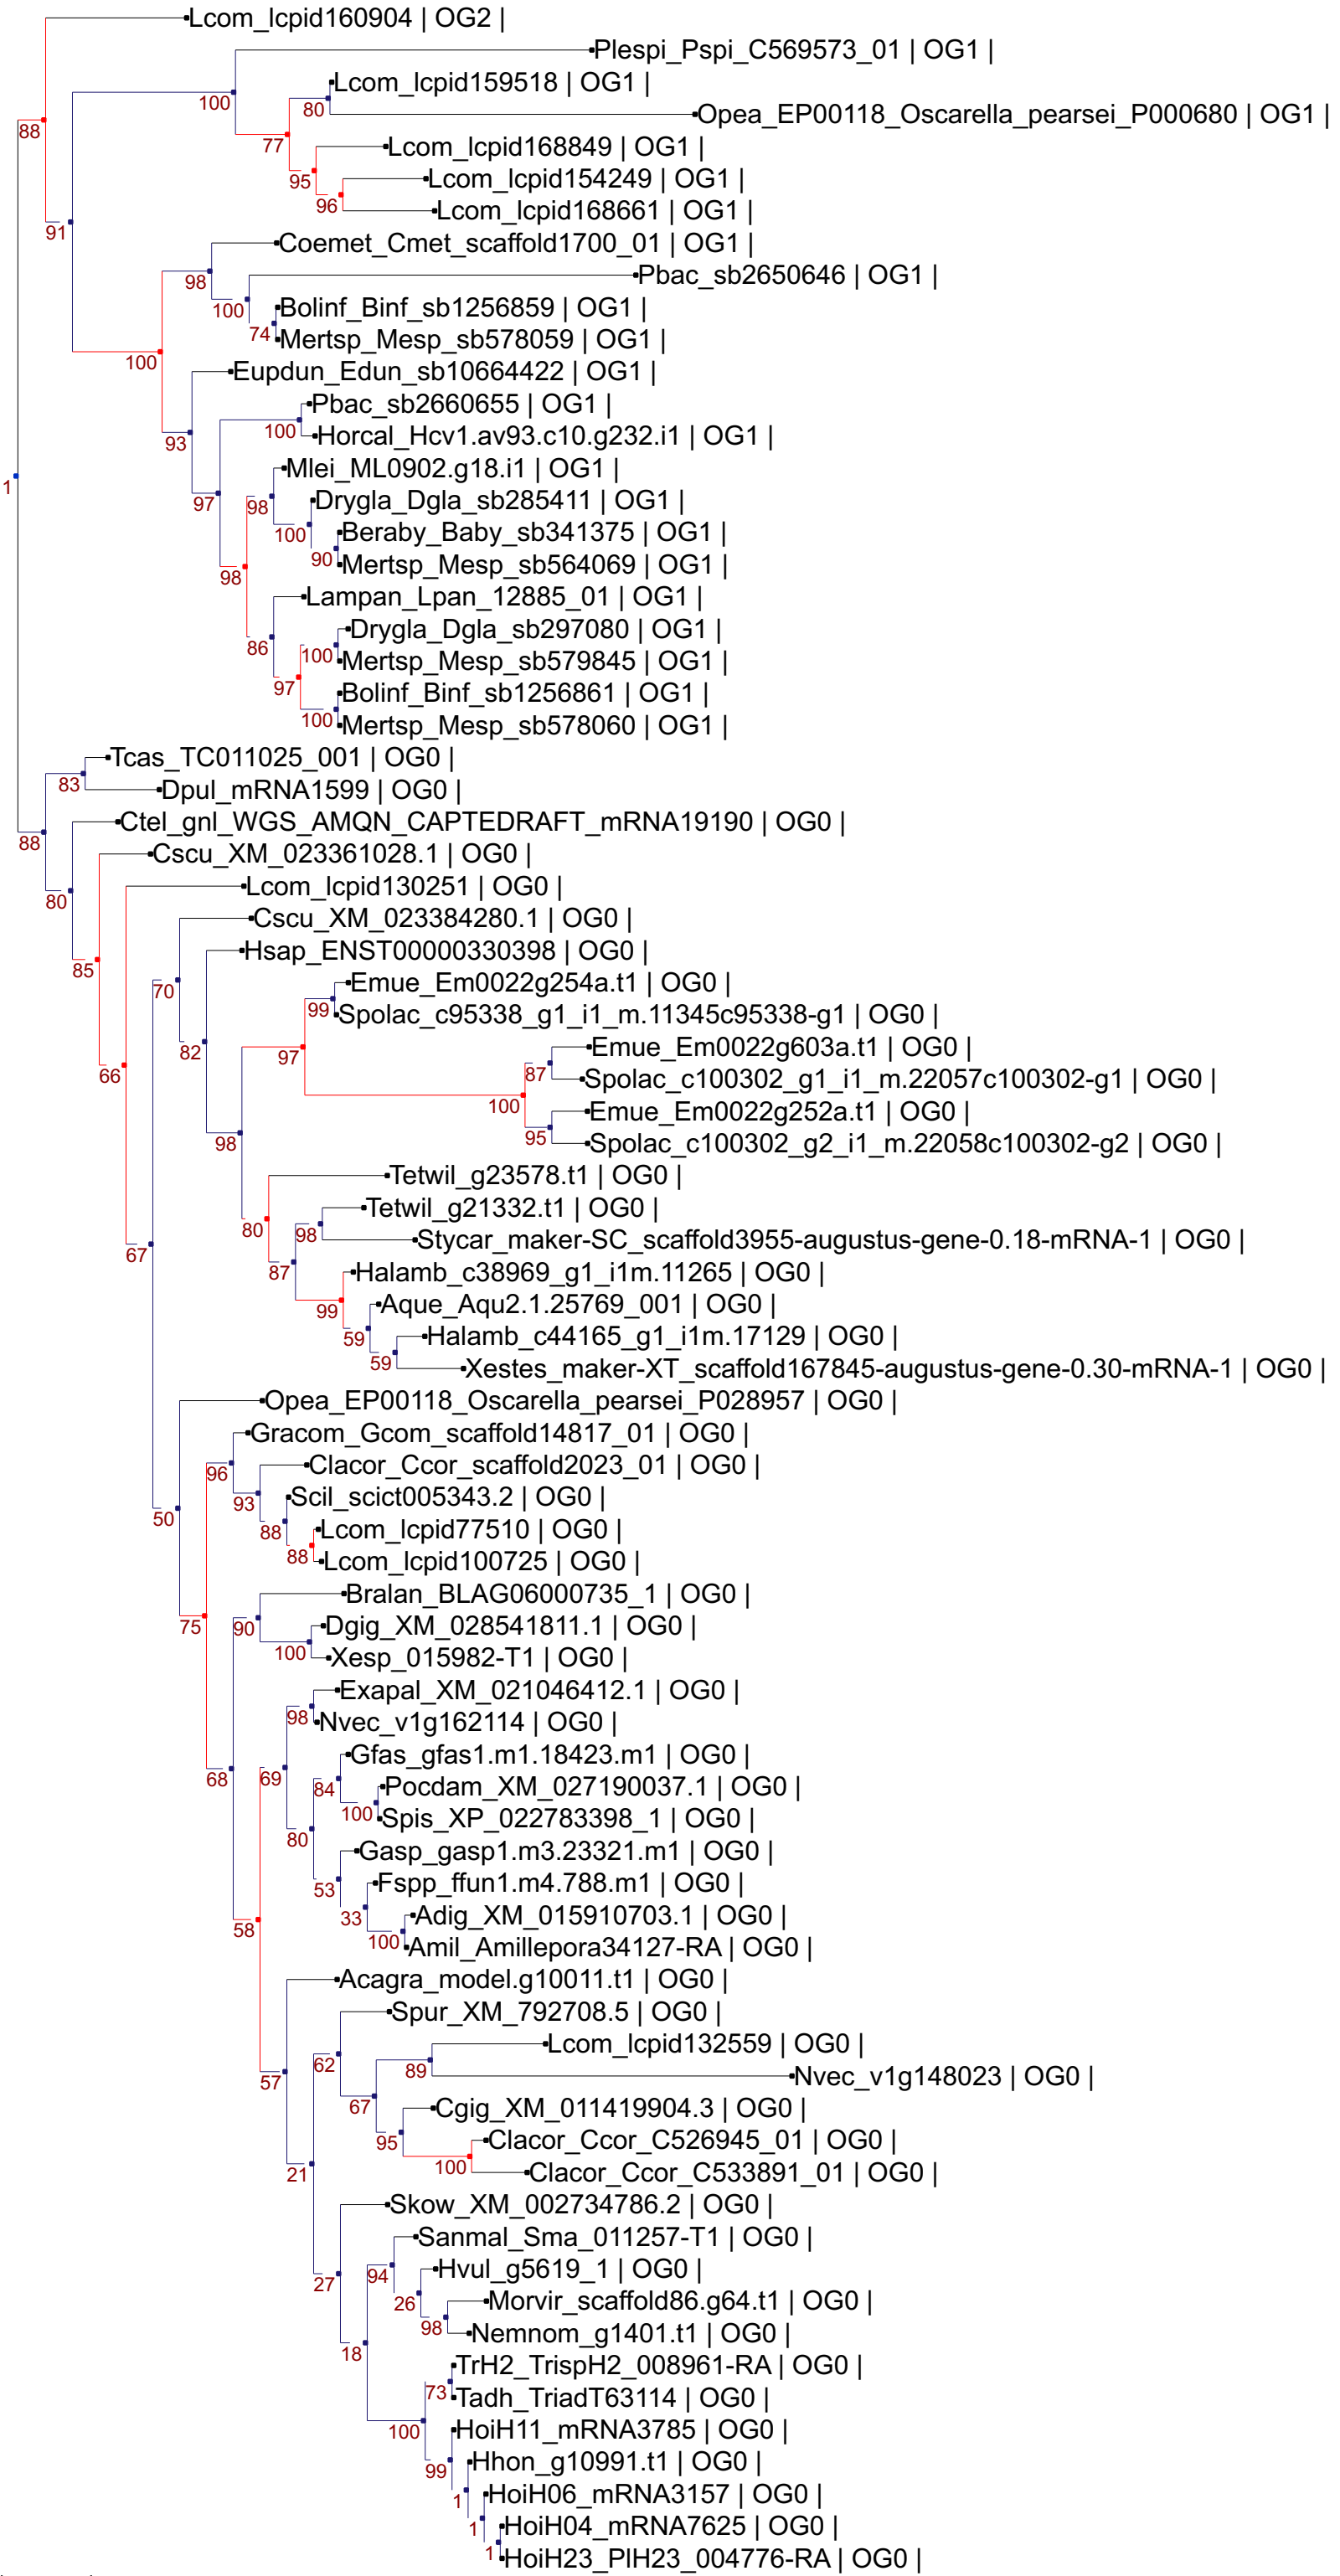 Lcom_lcpid160904 | OG2 |
Plespi_Pspi_C569573_01 | OG1 |
Lcom_lcpid159518 | OG1 |
80
100
Opea_EP00118_Oscarella_pearsei_P000680 | OG1 |
88
77
Lcom_lcpid168849 | OG1 |
95
Lcom_lcpid154249 | OG1 |
96
Lcom_lcpid168661 | OG1 |
91
Coemet_Cmet_scaffold1700_01 | OG1 |
98
Pbac_sb2650646 | OG1 |
100
Bolinf_Binf_sb1256859 | OG1 |
74
Mertsp_Mesp_sb578059 | OG1 |
100
Eupdun_Edun_sb10664422 | OG1 |
Pbac_sb2660655 | OG1 |
100
93
Horcal_Hcv1.av93.c10.g232.i1 | OG1 |
Mlei_ML0902.g18.i1 | OG1 |
1
97
98
Drygla_Dgla_sb285411 | OG1 |
100
Beraby_Baby_sb341375 | OG1 |
90
Mertsp_Mesp_sb564069 | OG1 |
98
Lampan_Lpan_12885_01 | OG1 |
Drygla_Dgla_sb297080 | OG1 |
86
100
Mertsp_Mesp_sb579845 | OG1 |
97
Bolinf_Binf_sb1256861 | OG1 |
100
Mertsp_Mesp_sb578060 | OG1 |
Tcas_TC011025_001 | OG0 |
83
Dpul_mRNA1599 | OG0 |
Ctel_gnl_WGS_AMQN_CAPTEDRAFT_mRNA19190 | OG0 |
88
Cscu_XM_023361028.1 | OG0 |
Lcom_lcpid130251 | OG0 |
80
Cscu_XM_023384280.1 | OG0 |
Hsap_ENST00000330398 | OG0 |
85
Emue_Em0022g254a.t1 | OG0 |
70
99
Spolac_c95338_g1_i1_m.11345c95338-g1 | OG0 |
82
97
Emue_Em0022g603a.t1 | OG0 |
66
87
Spolac_c100302_g1_i1_m.22057c100302-g1 | OG0 |
100
Emue_Em0022g252a.t1 | OG0 |
98
95
Spolac_c100302_g2_i1_m.22058c100302-g2 | OG0 |
Tetwil_g23578.t1 | OG0 |
Tetwil_g21332.t1 | OG0 |
80
98
Stycar_maker-SC_scaffold3955-augustus-gene-0.18-mRNA-1 | OG0 |
67
87
Halamb_c38969_g1_i1m.11265 | OG0 |
99
Aque_Aqu2.1.25769_001 | OG0 |
59
Halamb_c44165_g1_i1m.17129 | OG0 |
59
Xestes_maker-XT_scaffold167845-augustus-gene-0.30-mRNA-1 | OG0 |
Opea_EP00118_Oscarella_pearsei_P028957 | OG0 |
Gracom_Gcom_scaffold14817_01 | OG0 |
96
Clacor_Ccor_scaffold2023_01 | OG0 |
93
Scil_scict005343.2 | OG0 |
50
88
Lcom_lcpid77510 | OG0 |
88
Lcom_lcpid100725 | OG0 |
Bralan_BLAG06000735_1 | OG0 |
75
90
Dgig_XM_028541811.1 | OG0 |
100
Xesp_015982-T1 | OG0 |
Exapal_XM_021046412.1 | OG0 |
98
Nvec_v1g162114 | OG0 |
Gfas_gfas1.m1.18423.m1 | OG0 |
68
69
84
Pocdam_XM_027190037.1 | OG0 |
100
Spis_XP_022783398_1 | OG0 |
80
Gasp_gasp1.m3.23321.m1 | OG0 |
53
Fspp_ffun1.m4.788.m1 | OG0 |
33
Adig_XM_015910703.1 | OG0 |
58
100
Amil_Amillepora34127-RA | OG0 |
Acagra_model.g10011.t1 | OG0 |
Spur_XM_792708.5 | OG0 |
62
Lcom_lcpid132559 | OG0 |
57
89
Nvec_v1g148023 | OG0 |
67
Cgig_XM_011419904.3 | OG0 |
95
Clacor_Ccor_C526945_01 | OG0 |
21
100
Clacor_Ccor_C533891_01 | OG0 |
Skow_XM_002734786.2 | OG0 |
Sanmal_Sma_011257-T1 | OG0 |
27
94
Hvul_g5619_1 | OG0 |
26
Morvir_scaffold86.g64.t1 | OG0 |
98
Nemnom_g1401.t1 | OG0 |
18
TrH2_TrispH2_008961-RA | OG0 |
73
Tadh_TriadT63114 | OG0 |
100
HoiH11_mRNA3785 | OG0 |
99
Hhon_g10991.t1 | OG0 |
1
HoiH06_mRNA3157 | OG0 |
1
HoiH04_mRNA7625 | OG0 |
1
HoiH23_PlH23_004776-RA | OG0 |